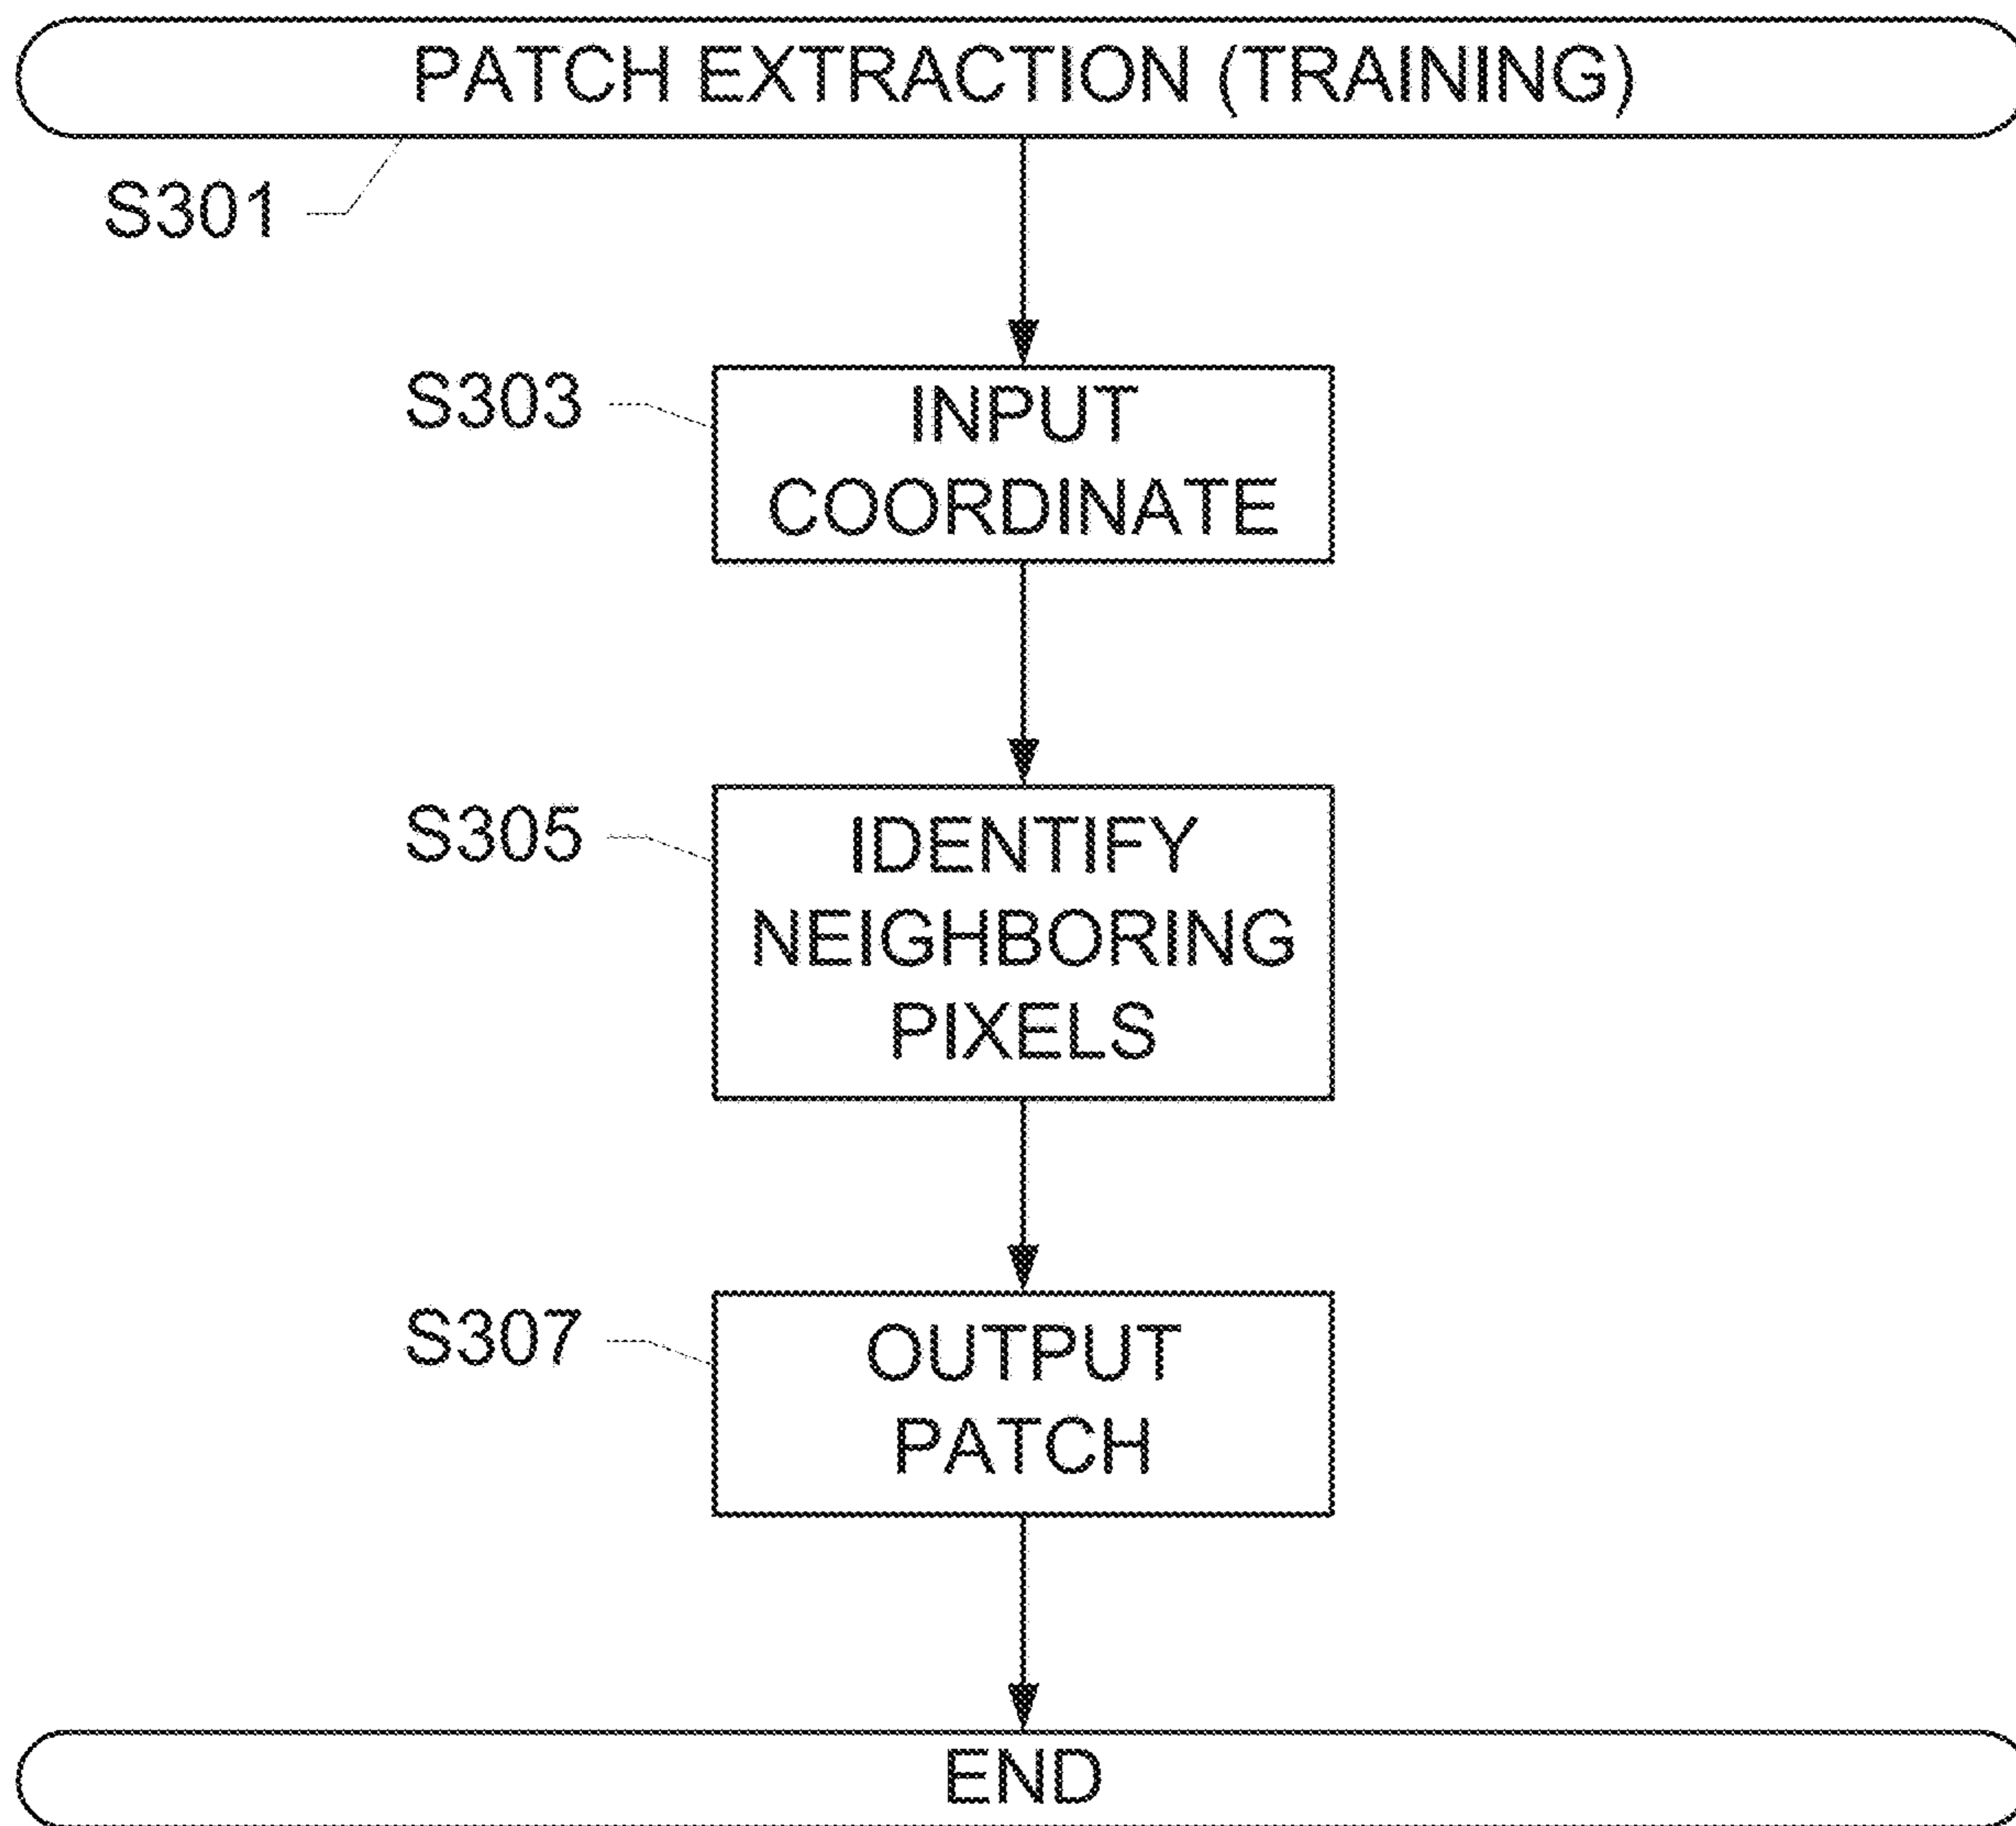 PATCH EXTRACTION (TRAINING)
S301
S303
INPUT
COORDINATE
S305
IDENTIFY
NEIGHBORING
PIXELS
S307
OUTPUT
PATCH
END